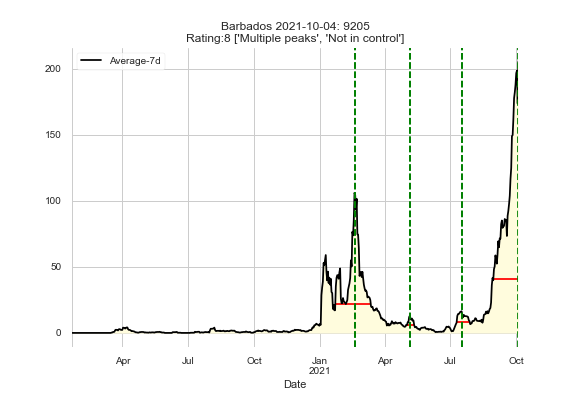 Barbados 2021-10-04: 9205
Rating:8 ['Multiple peaks', 'Not in control']
Average-7d
200
150
100
50
0
Apr
Jul
Oct
Jan
2021
Apr
Jul
Oct
Date